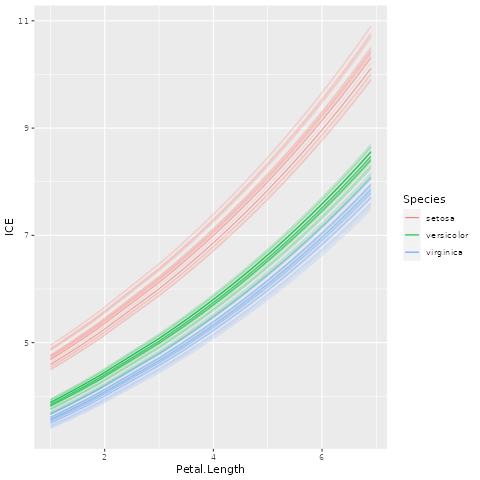 11
9
7
5
ICE
2 4 6
Petal.Length
Species
setosa
versicolor
virginica